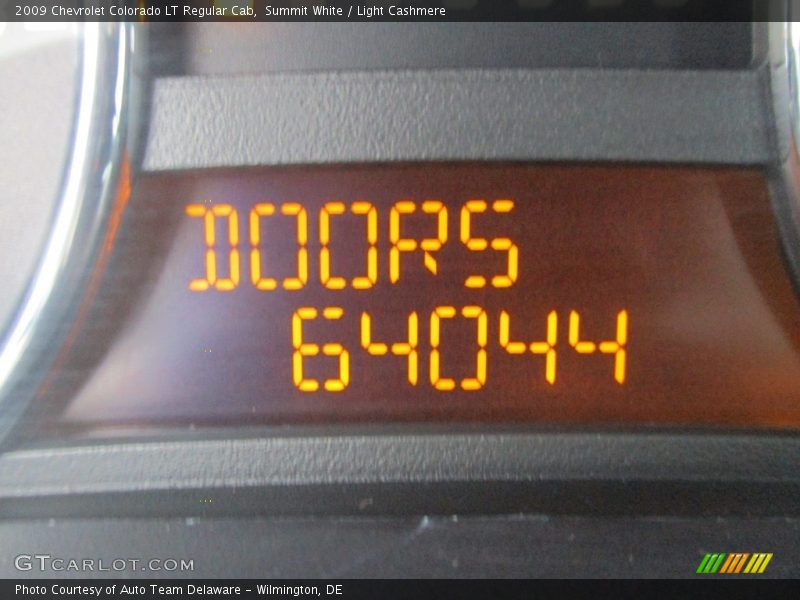 2009 Chevrolet Colorado LT Regular Cab,  Summit White / Light Cashmere
DOORS
64044
GTCARLOT.COM
Photo Courtesy of Auto Team Delaware - Wilmington, DE